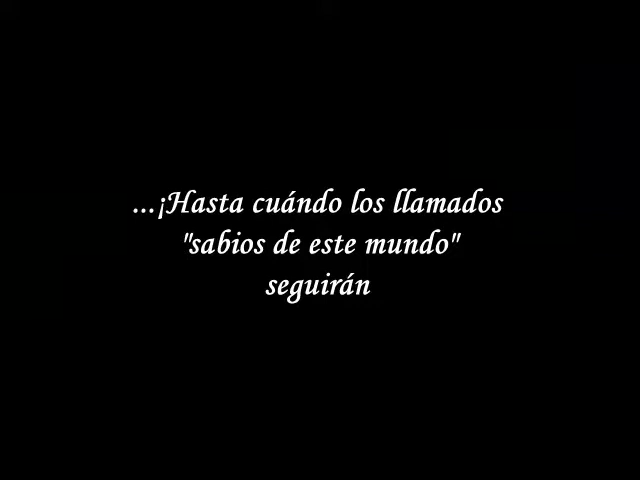 ...¡Hasta cuándo los llamados
"sabios de este mundo"
seguirán